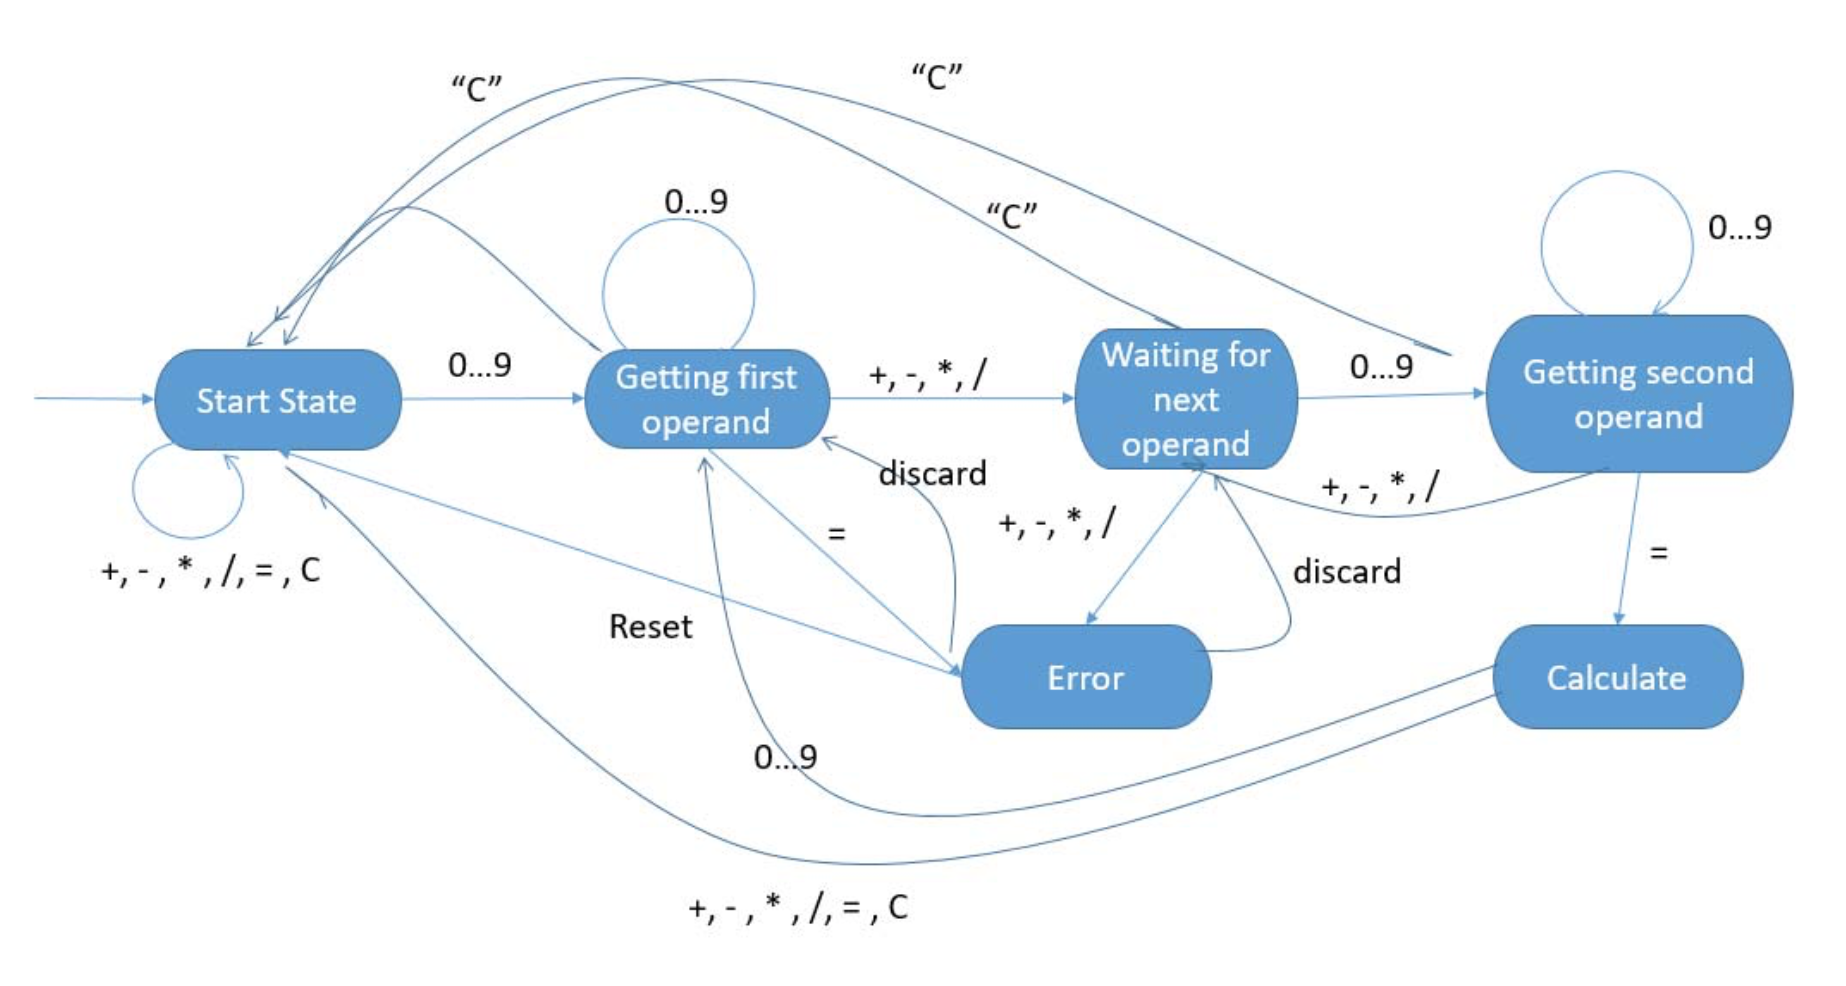 “C”
“C”
0...9
“C”
0...9
Start State
0...9
Getting first
operand
+, -, *, /
Waiting for
next
operand
0...9
Getting second
operand
discard
+, -, *, /
+, -, *, /
=
=
+, - , * , /, = , C
discard
Reset
Error
Calculate
0...9
+, - , * , /, = , C